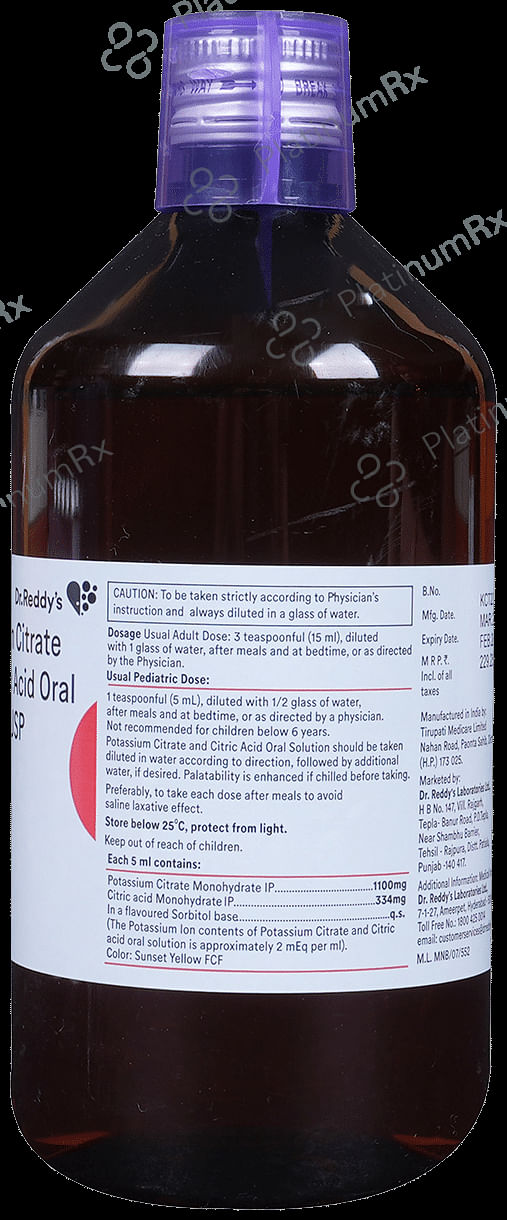 WAY BREAK
PlatinumRx
PlatinumRx
PlatinumRx
Dr.Reddy's
Citrate
Acid Oral
CAUTION: To be taken strictly according to Physician's
instruction and always diluted in a glass of water.
Dosage Usual Adult Dose: 3 teaspoonful (15 ml), diluted
with 1 glass of water, after meals and at bedtime, or as directed
by the Physician.
Usual Pediatric Dose:
1 teaspoonful (5 mL), diluted with 1/2 glass of water,
after meals and at bedtime, or as directed by a physician.
Not recommended for children below 6 years.
Potassium Citrate and Citric Acid Oral Solution should be taken
diluted in water according to direction, followed by additional
water, if desired. Palatability is enhanced if chilled before taking.
Preferably, to take each dose after meals to avoid
saline laxative effect.
Store below 25°C, protect from light.
Keep out of reach of children.
Each 5 ml contains:
Potassium Citrate Monohydrate IP.......................1100mg
Citric acid Monohydrate IP.................................334mg
In a flavoured Sorbitol base...................................q.s.
(The Potassium Ion contents of Potassium Citrate and Citric
acid oral solution is approximately 2 mEq per ml).
Color: Sunset Yellow FCF
B.No.
Mfg. Date. MAR
Expiry Date. FEB
M R P. ₹.
Incl. of all
taxes
Manufactured in India by:
Tirupati Medicare Limited
Nahan Road, Paonta Sahib,
(H.P.) 173 025.
Marketed by:
Dr. Reddy's Laboratories Ltd.
H B No. 147, Vill. Rajgarh,
Tepla- Banur Road, P.O.Tepla,
Near Shambhu Barrier,
Tehsil - Rajpura, Distt. Patiala,
Punjab -140 417.
Additional Information:
Dr. Reddy's Laboratories Ltd.
7-1-27, Ameerpet, Hyderabad
Toll Free No.: 1800 425 0014
email:
M.L. MNB/07/552